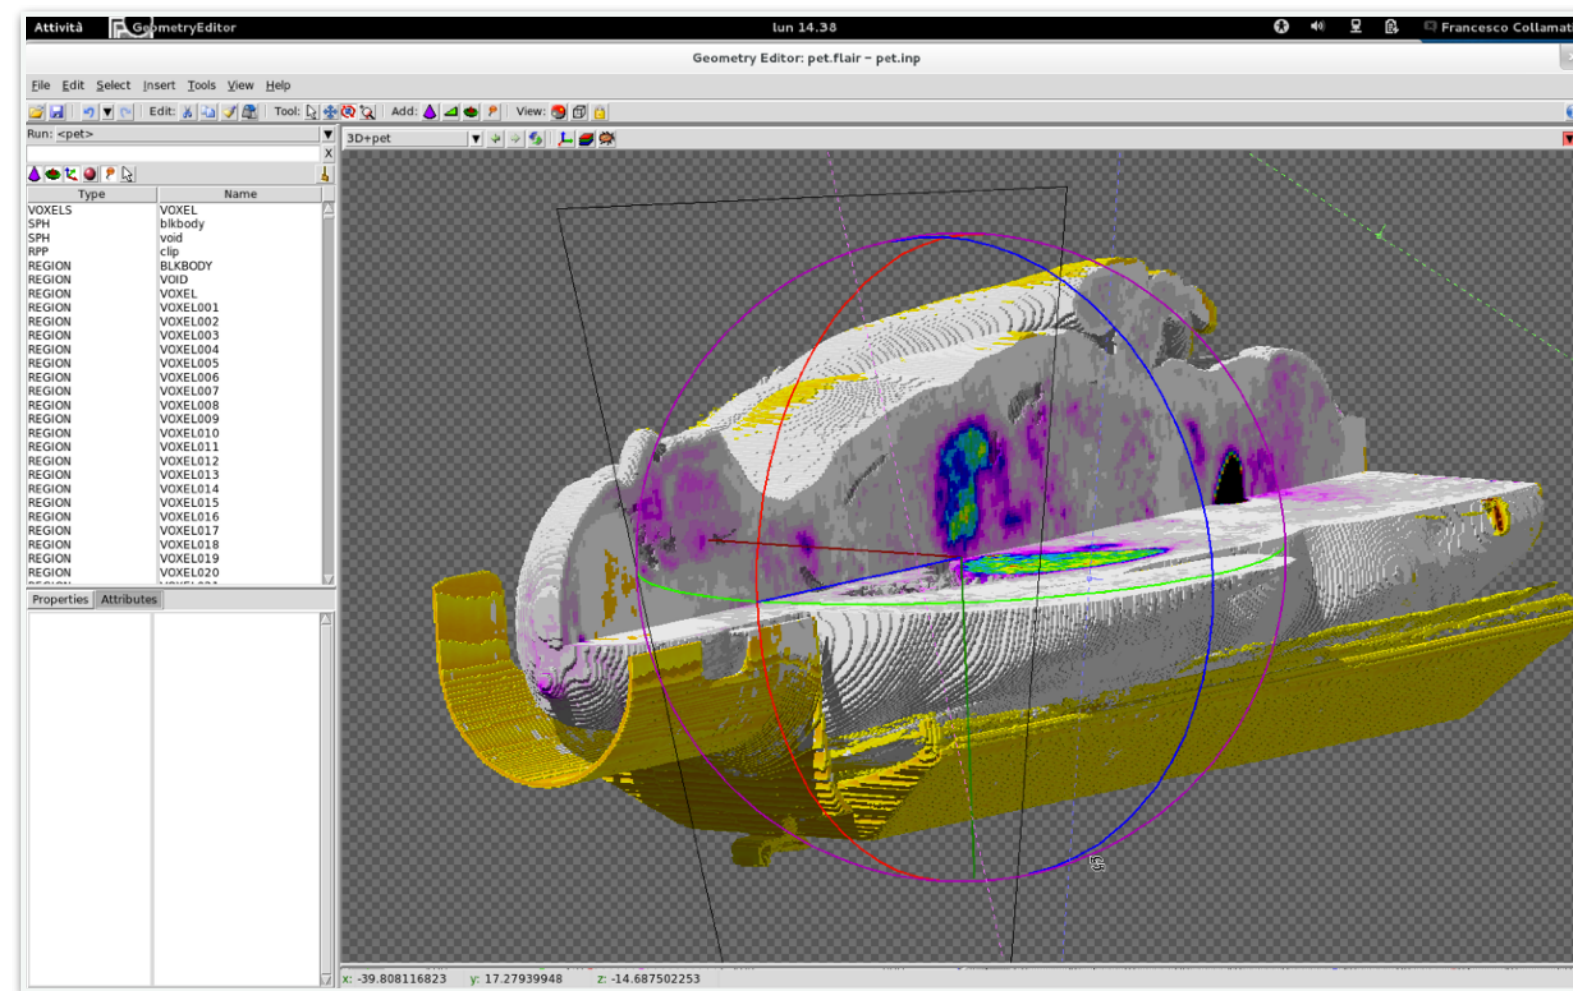 Attività GeometryEditor lun 14.38 Francesco Collamat
Geometry Editor: pet.flair – pet.inp
File Edit Select Insert Tools View Help
Edit: Tool: Add: View:
Run: <pet> 3D+pet
X
Type Name
VOXELS VOXEL
SPH blkbody
SPH void
RPP clip
REGION BLKBODY
REGION VOID
REGION VOXEL
REGION VOXEL001
REGION VOXEL002
REGION VOXEL003
REGION VOXEL004
REGION VOXEL005
REGION VOXEL006
REGION VOXEL007
REGION VOXEL008
REGION VOXEL009
REGION VOXEL010
REGION VOXEL011
REGION VOXEL012
REGION VOXEL013
REGION VOXEL014
REGION VOXEL015
REGION VOXEL016
REGION VOXEL017
REGION VOXEL018
REGION VOXEL019
REGION VOXEL020
Properties Attributes
x: -39.808116823 y: 17.27939948 z: -14.687502253